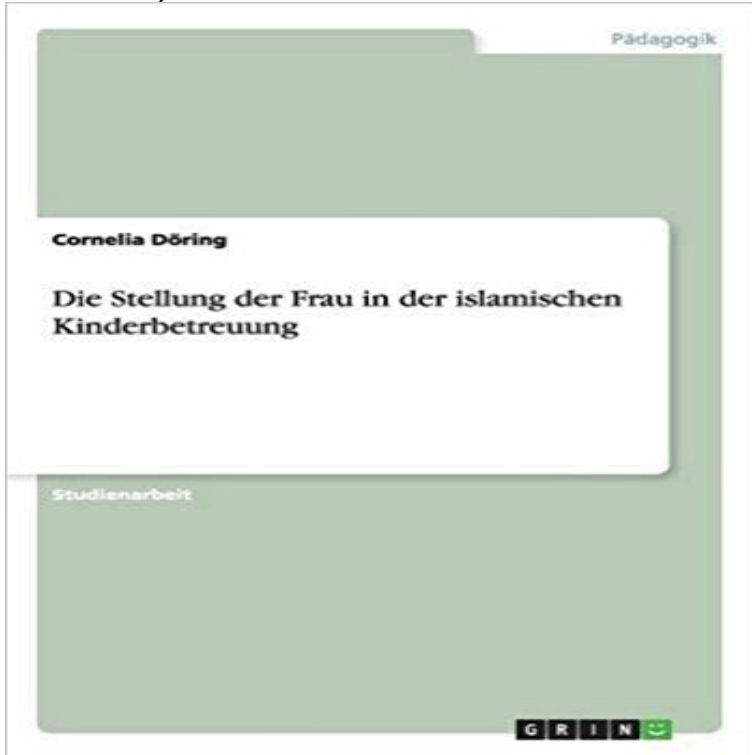 Pädagogik
Cornelia Döring
Die Stellung der Frau in der islamischen
Kinderbetreuung
Studienarbeit
GRIN